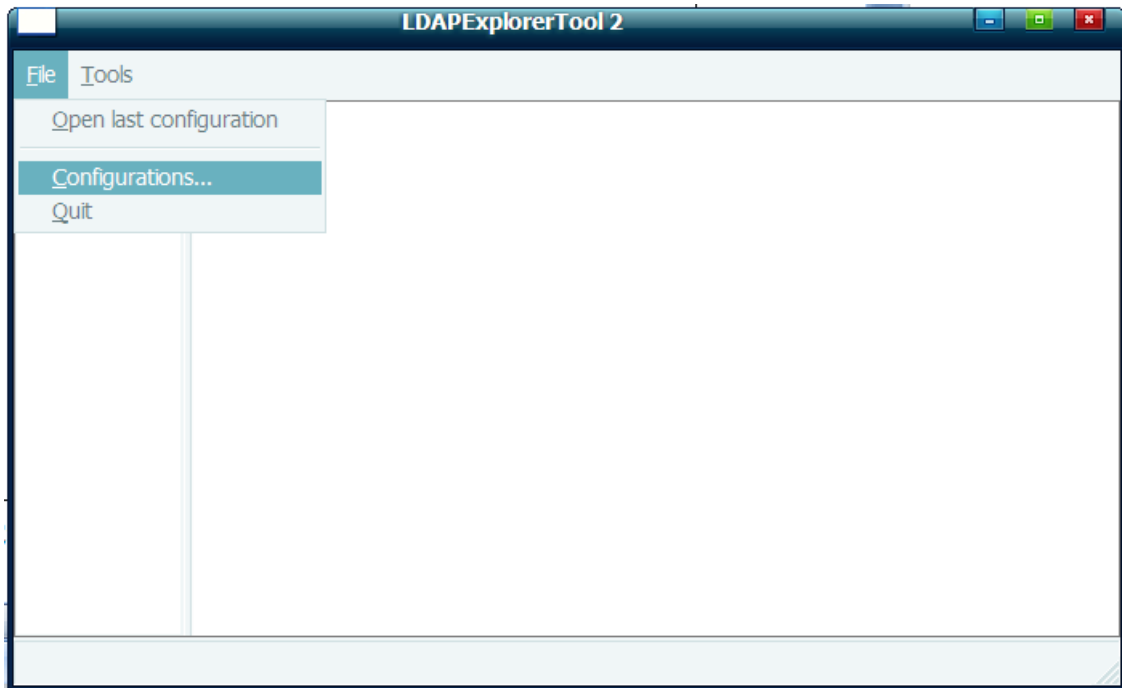 LDAPExplorerTool 2
File Tools
Open last configuration
Configurations...
Quit